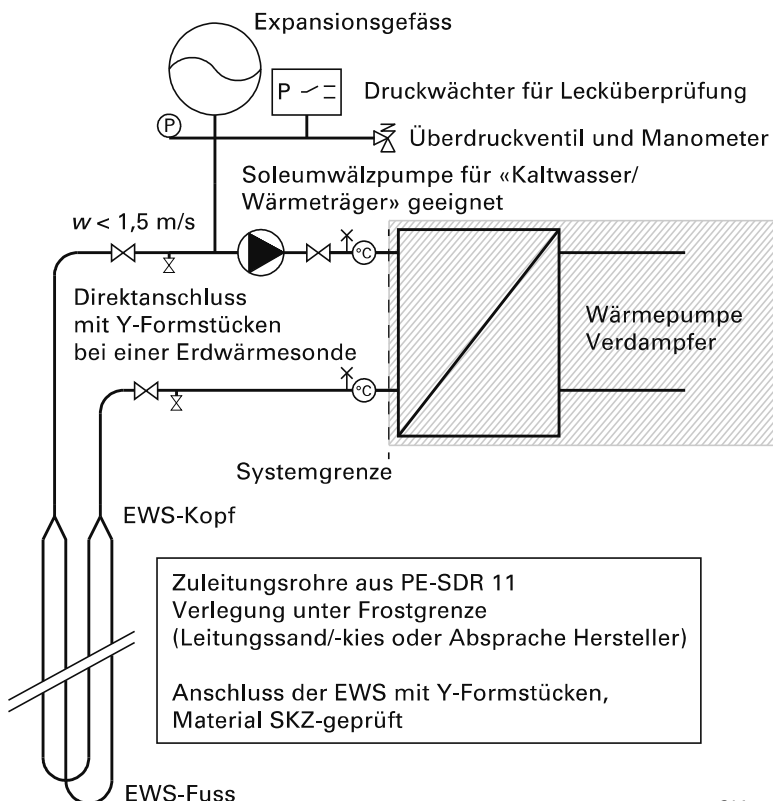 Expansionsgefäss
P
Druckwächter für Lecküberprüfung
P
Überdruckventil und Manometer
Soleumwälzpumpe für «Kaltwasser/
Wärmeträger» geeignet
w < 1,5 m/s
°C
Direktanschluss
mit Y-Formstücken
bei einer Erdwärmesonde
Wärmepumpe
Verdampfer
°C
Systemgrenze
EWS-Kopf
Zuleitungsrohre aus PE-SDR 11
Verlegung unter Frostgrenze
(Leitungssand/-kies oder Absprache Hersteller)
Anschluss der EWS mit Y-Formstücken,
Material SKZ-geprüft
EWS-Fuss